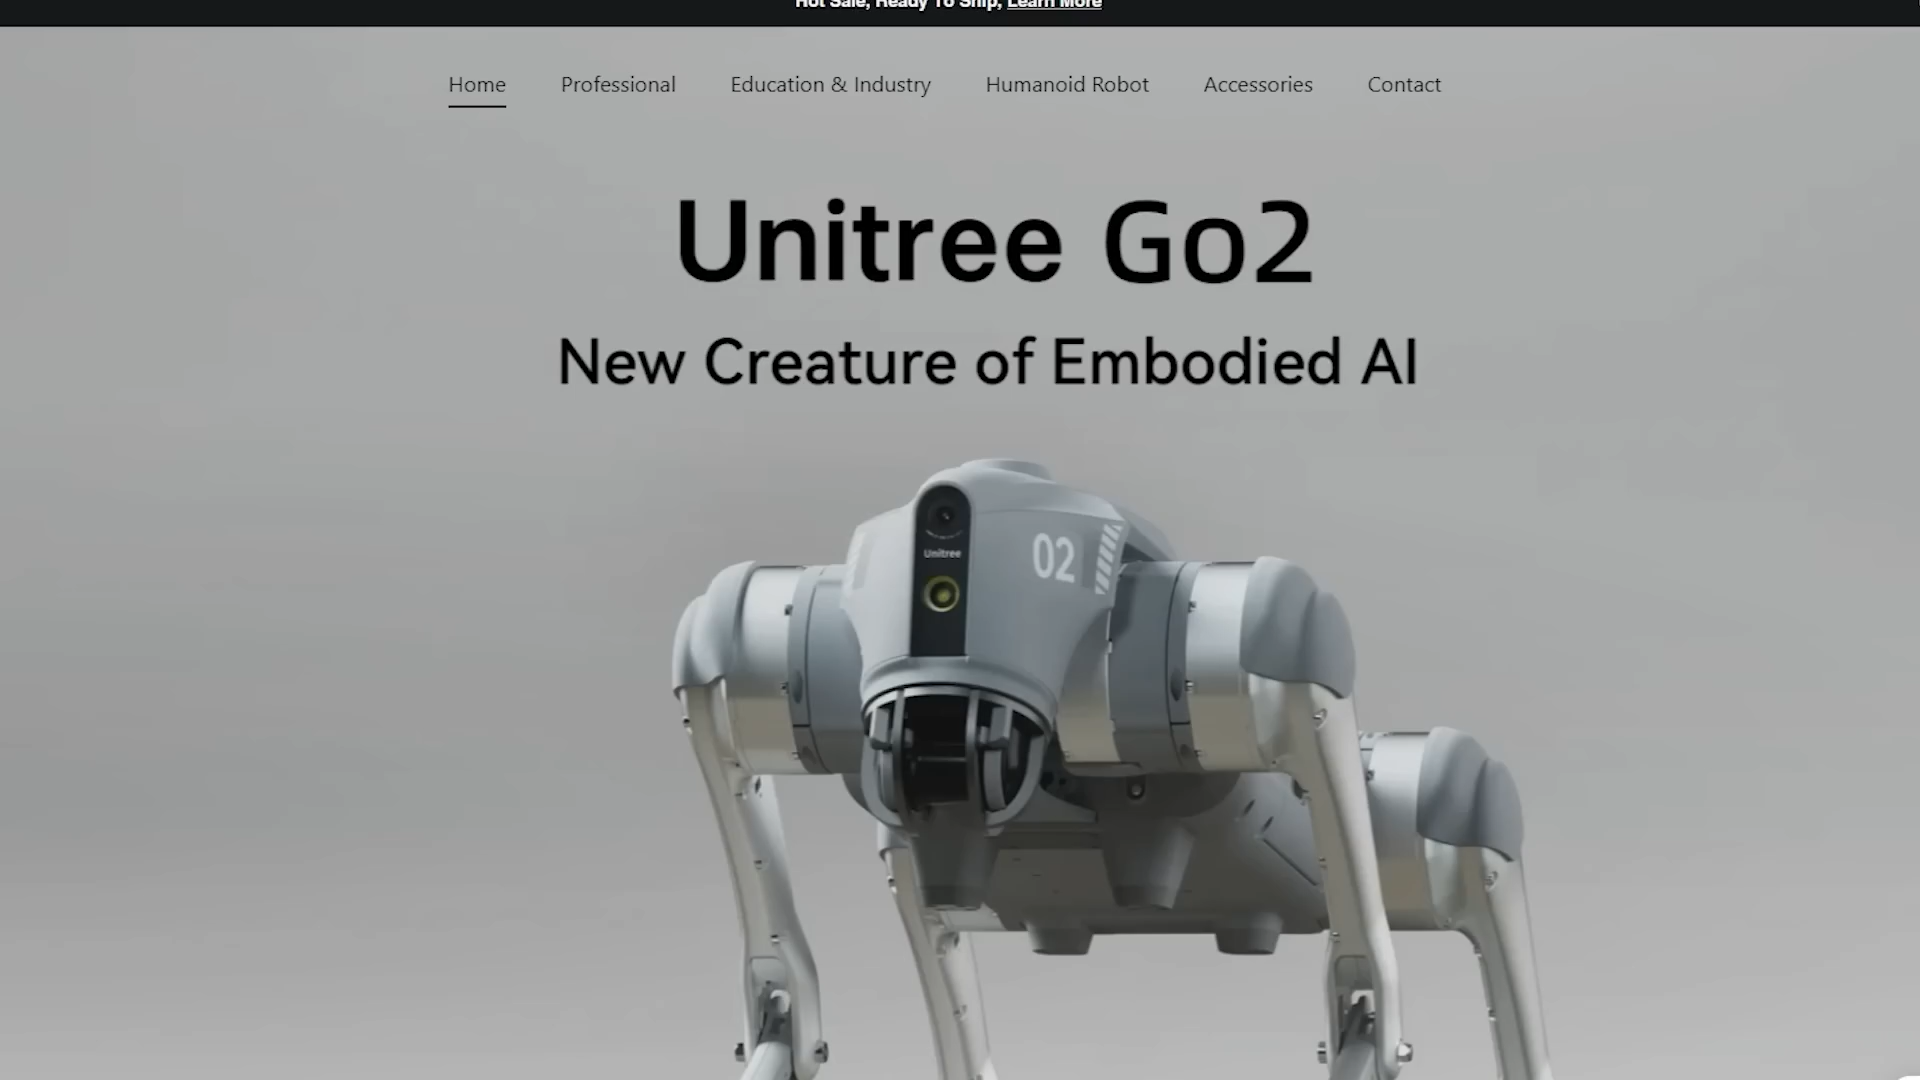 Hot Sale, Ready To Ship, Learn More
Home Professional Education & Industry Humanoid Robot Accessories Contact
Unitree Go2
New Creature of Embodied AI
Unitree
02